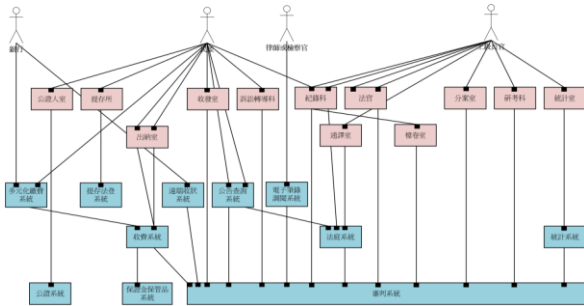 律師或檢察官
公證人室
提存所
收發室
訴訟輔導科
紀錄科
法官
分案室
研考科
統計室
出納室
通譯室
檔卷室
多元化繳費
系統
提存法登
系統
遠端取狀
系統
公告查詢
系統
電子筆錄
調閱系統
收費系統
法庭系統
統計系統
公證系統
保證金保管品
系統
審判系統